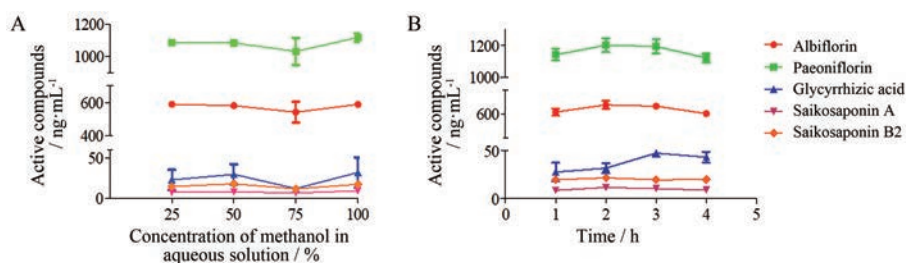 A
Active compounds
/ ng·mL⁻¹
1200
1000
600
400
50
0
25
50
75
100
Concentration of methanol in
aqueous solution / %
B
Active compounds
/ ng·mL⁻¹
1200
1000
600
50
0
0
1
2
3
4
5
Time / h
Albiflorin
Paeoniflorin
Glycyrrhizic acid
Saikosaponin A
Saikosaponin B2